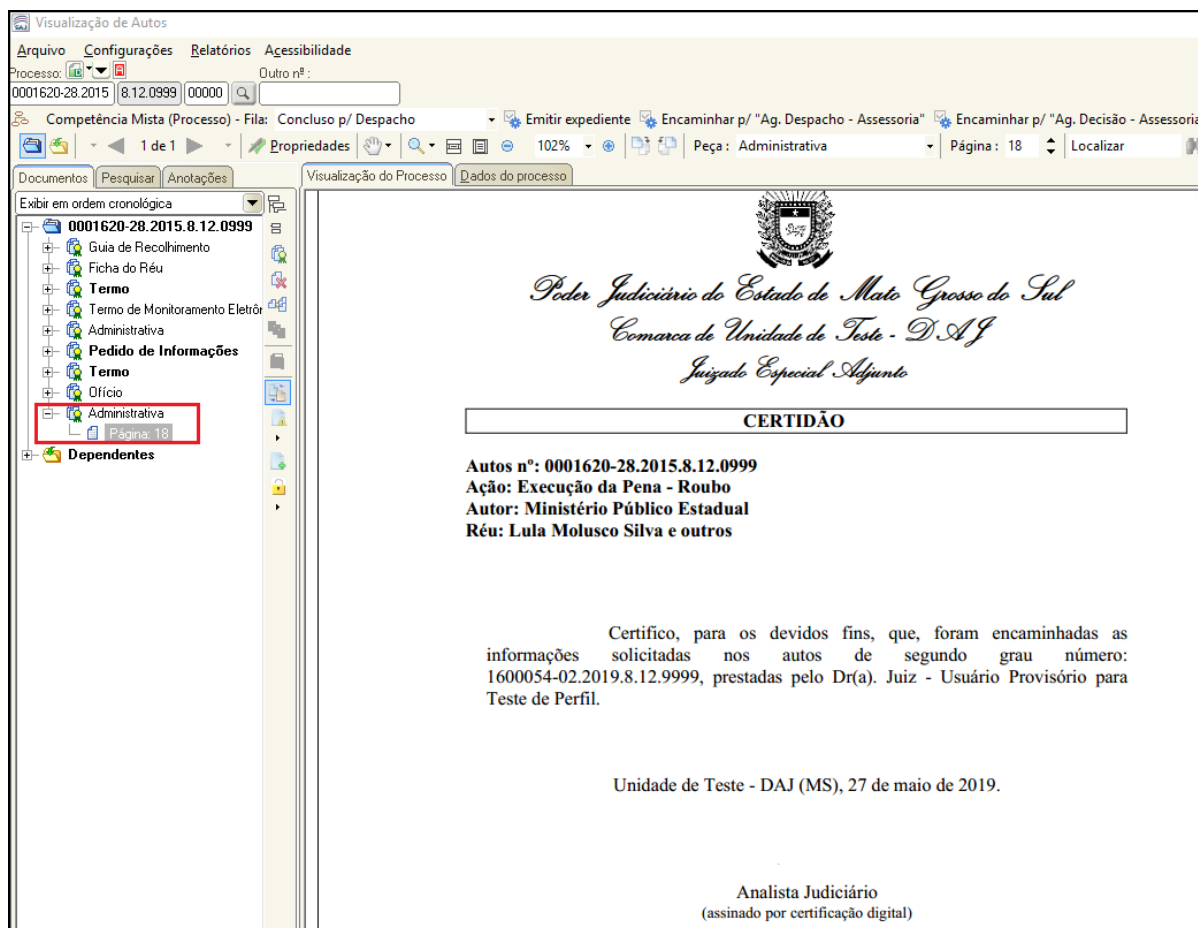 Visualização de Autos
Arquivo Configurações Relatórios Acessibilidade
Processo: Outro nº :
0001620-28.2015 8.12.0999 00000
Competência Mista (Processo) - Fila: Concluso p/ Despacho Emitir expediente Encaminhar p/ "Ag. Despacho - Assessoria" Encaminhar p/ "Ag. Decisão - Assessoria
1 de 1 Propriedades 102% Peça : Administrativa Página : 18 Localizar
Documentos Pesquisar Anotações Visualização do Processo Dados do processo
Exibir em ordem cronológica
0001620-28.2015.8.12.0999
Guia de Recolhimento
Ficha do Réu
Termo
Termo de Monitoramento Eletrôn
Administrativa
Pedido de Informações
Termo
Ofício
Administrativa
Página: 18
Dependentes
Poder Judiciário do Estado de Mato Grosso do Sul
Comarca de Unidade de Teste - DAJ
Juizado Especial Adjunto
CERTIDÃO
Autos nº: 0001620-28.2015.8.12.0999
Ação: Execução da Pena - Roubo
Autor: Ministério Público Estadual
Réu: Lula Molusco Silva e outros
Certifico, para os devidos fins, que, foram encaminhadas as
informações solicitadas nos autos de segundo grau número:
1600054-02.2019.8.12.9999, prestadas pelo Dr(a). Juiz - Usuário Provisório para
Teste de Perfil.
Unidade de Teste - DAJ (MS), 27 de maio de 2019.
Analista Judiciário
(assinado por certificação digital)